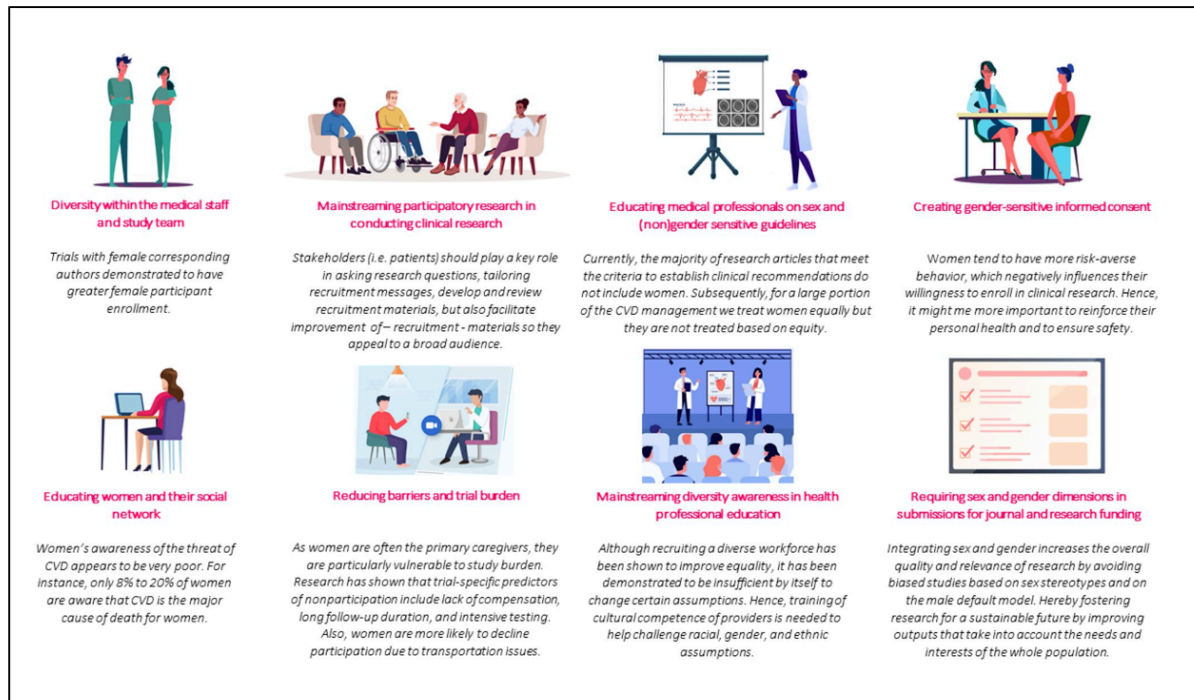 Diversity within the medical staff
and study team
Trials with female corresponding
authors demonstrated to have
greater female participant
enrollment.
Mainstreaming participatory research in
conducting clinical research
Stakeholders (i.e. patients) should play a key role
in asking research questions, tailoring
recruitment messages, develop and review
recruitment materials, but also facilitate
improvement of – recruitment - materials so they
appeal to a broad audience.
Educating medical professionals on sex and
(non)gender sensitive guidelines
Currently, the majority of research articles that meet
the criteria to establish clinical recommendations do
not include women. Subsequently, for a large portion
of the CVD management we treat women equally but
they are not treated based on equity.
Creating gender-sensitive informed consent
Women tend to have more risk-averse
behavior, which negatively influences their
willingness to enroll in clinical research. Hence,
it might me more important to reinforce their
personal health and to ensure safety.
Educating women and their social
network
Women's awareness of the threat of
CVD appears to be very poor. For
instance, only 8% to 20% of women
are aware that CVD is the major
cause of death for women.
Reducing barriers and trial burden
As women are often the primary caregivers, they
are particularly vulnerable to study burden.
Research has shown that trial-specific predictors
of nonparticipation include lack of compensation,
long follow-up duration, and intensive testing.
Also, women are more likely to decline
participation due to transportation issues.
Mainstreaming diversity awareness in health
professional education
Although recruiting a diverse workforce has
been shown to improve equality, it has been
demonstrated to be insufficient by itself to
change certain assumptions. Hence, training of
cultural competence of providers is needed to
help challenge racial, gender, and ethnic
assumptions.
Requiring sex and gender dimensions in
submissions for journal and research funding
Integrating sex and gender increases the overall
quality and relevance of research by avoiding
biased studies based on sex stereotypes and on
the male default model. Hereby fostering
research for a sustainable future by improving
outputs that take into account the needs and
interests of the whole population.